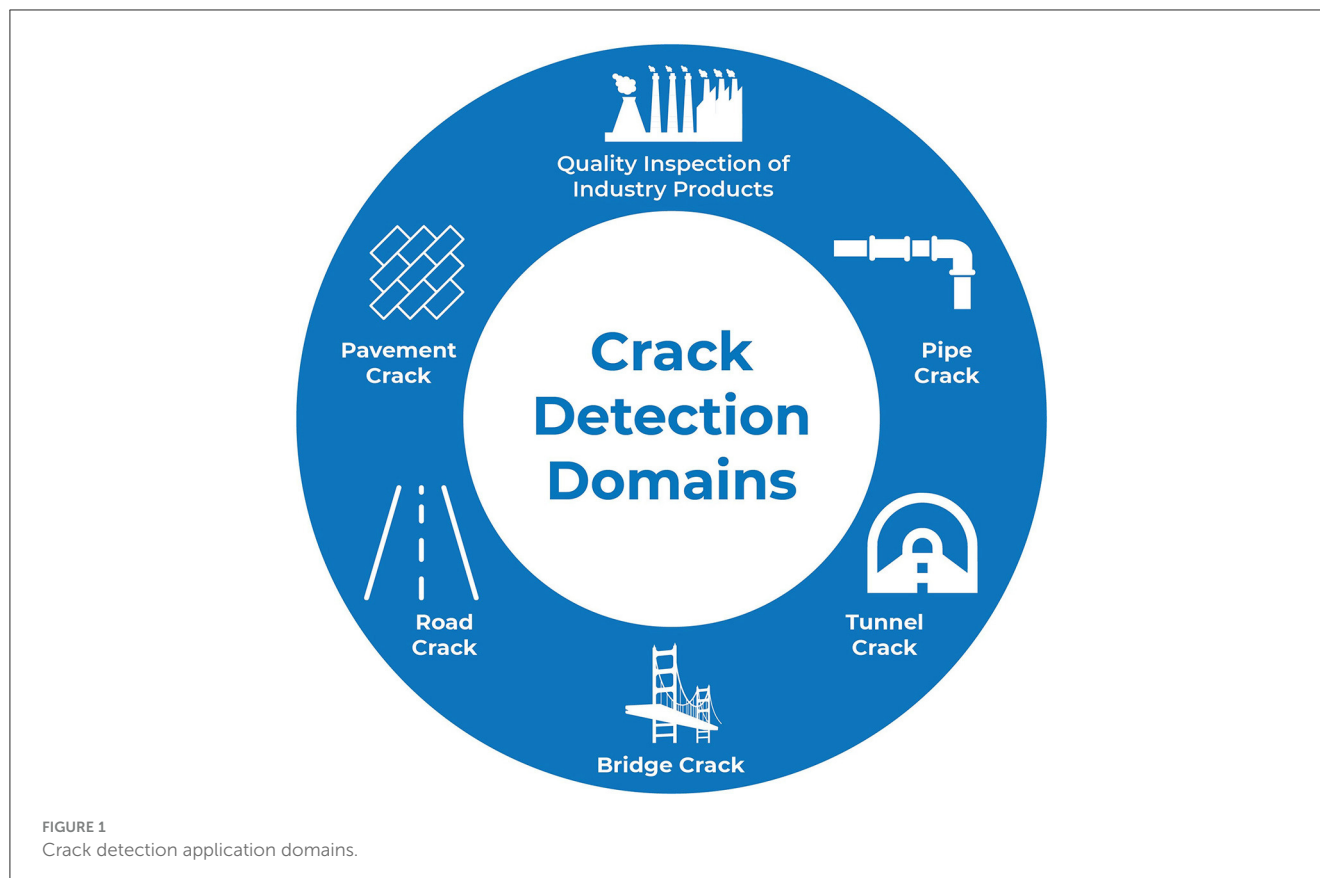 Quality Inspection of
Industry Products
Pavement
Crack
Pipe
Crack
Crack
Detection
Domains
Road
Crack
Tunnel
Crack
Bridge Crack
FIGURE 1
Crack detection application domains.